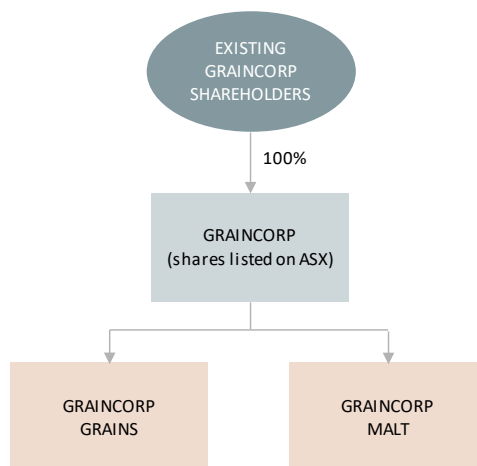 EXISTING
GRAINCORP
SHAREHOLDERS
100%
GRAINCORP
(shares listed on ASX)
GRAINCORP
GRAINS
GRAINCORP
MALT